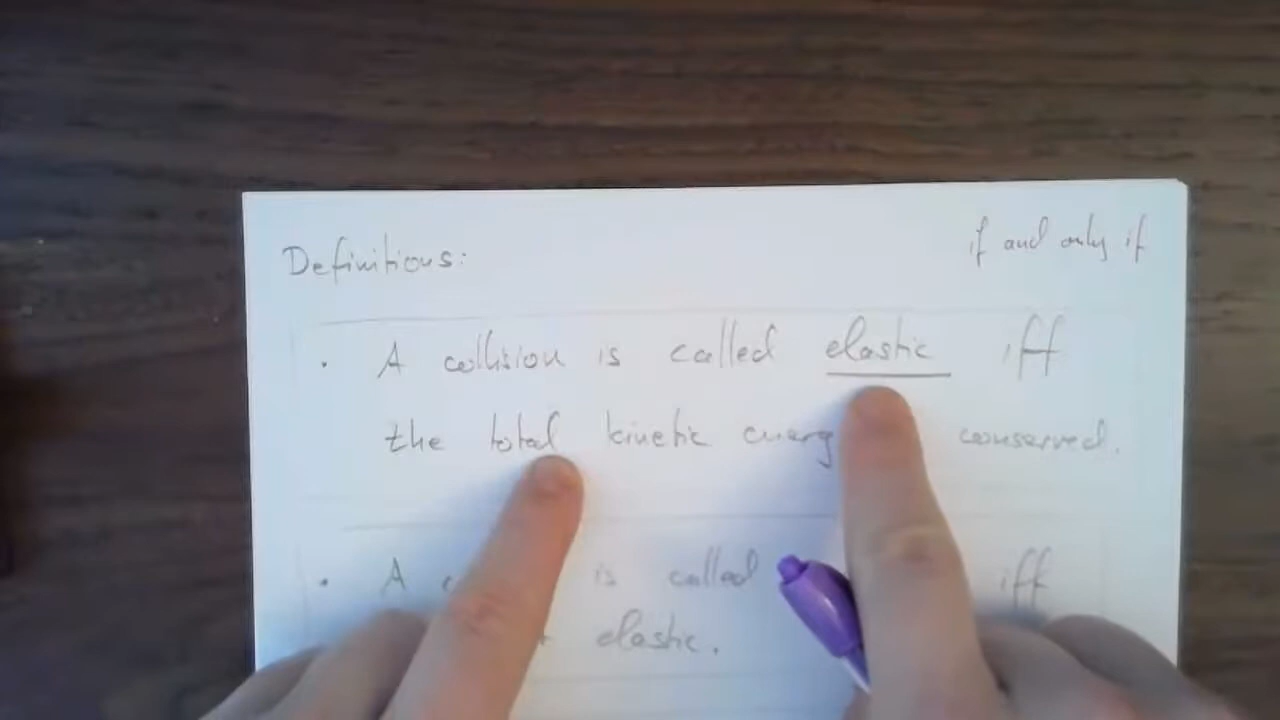 Definitions:
if and only if
· A collision is called elastic iff
the total kinetic energ conserved.
· A is called iff
elastic.